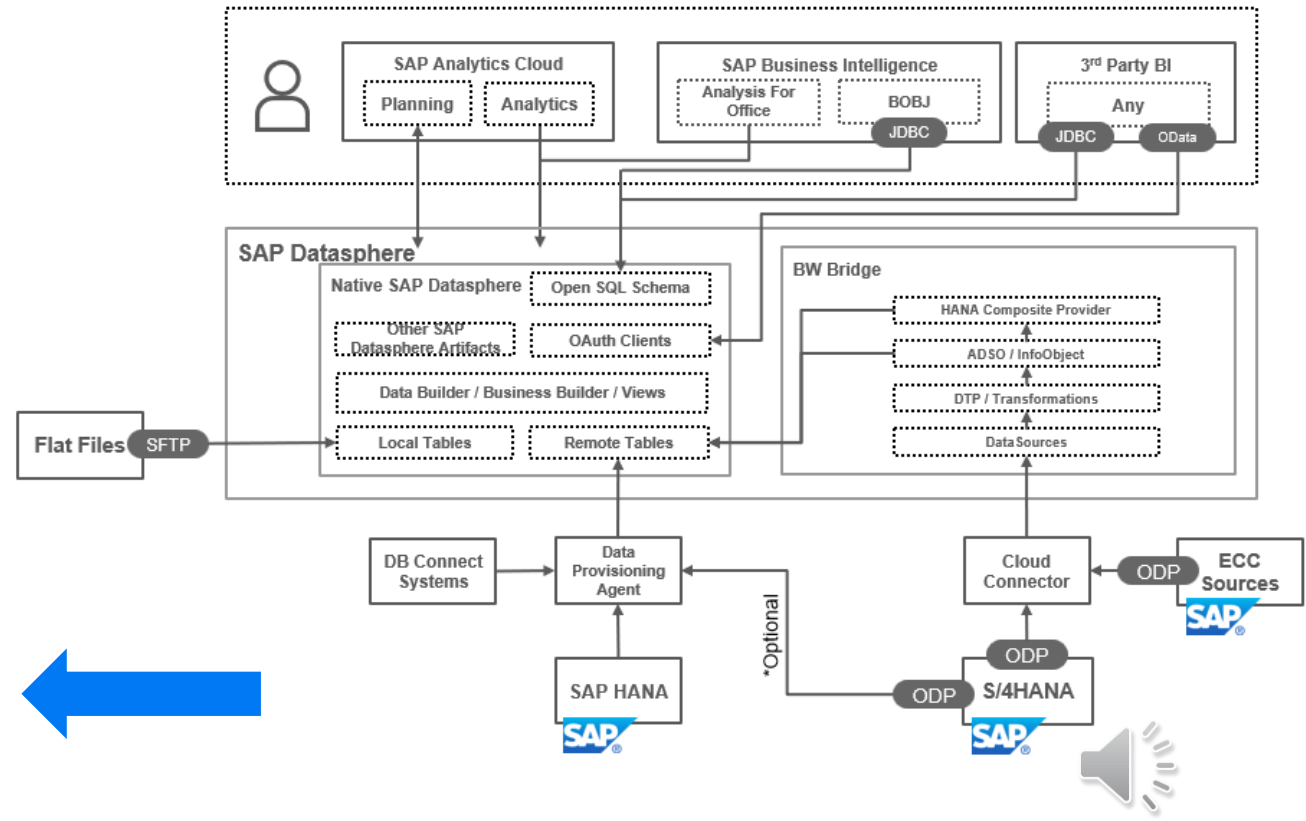 SAP Analytics Cloud
Planning
Analytics
SAP Business Intelligence
Analysis For
Office
BOBJ
JDBC
3rd Party BI
Any
JDBC
OData
SAP Datasphere
Native SAP Datasphere
Open SQL Schema
Other SAP
Datasphere Artifacts
OAuth Clients
Data Builder / Business Builder / Views
Local Tables
Remote Tables
BW Bridge
HANA Composite Provider
ADSO / InfoObject
DTP / Transformations
DataSources
Flat Files
SFTP
DB Connect
Systems
Data
Provisioning
Agent
Cloud
Connector
ODP
ECC
Sources
SAP®
*Optional
SAP HANA
SAP®
ODP
ODP
S/4HANA
SAP®